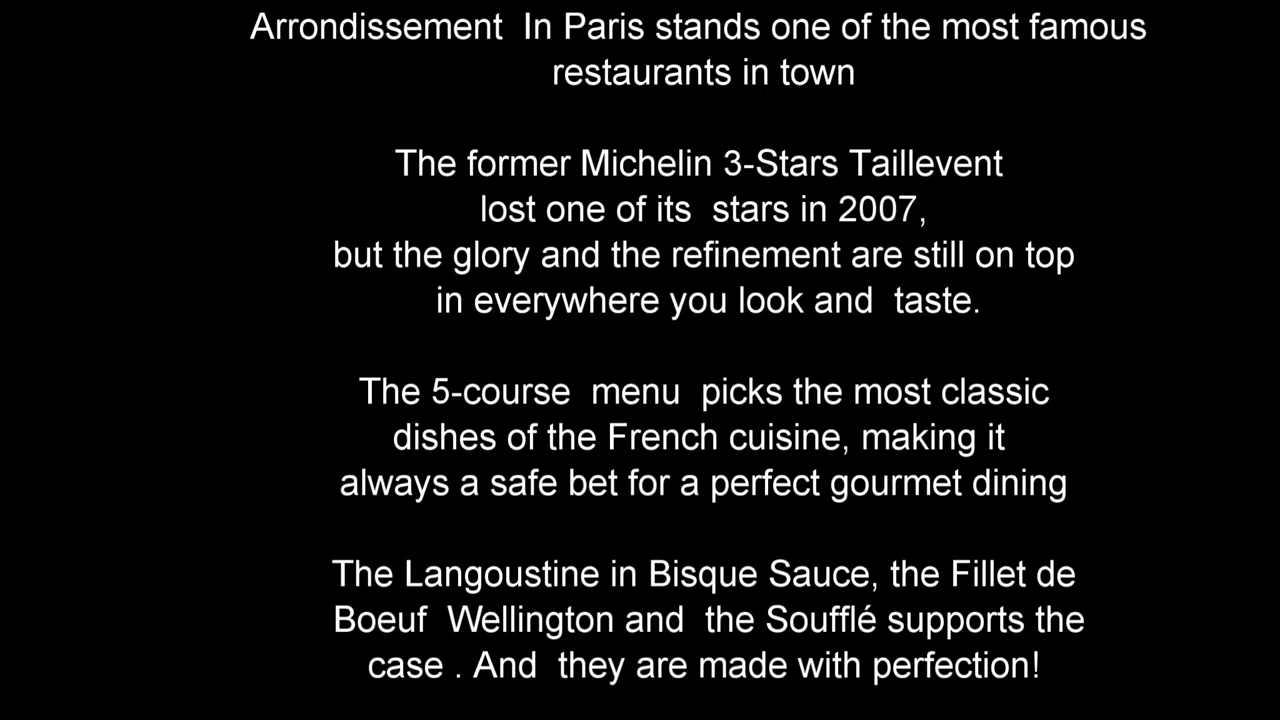 Arrondissement  In Paris stands one of the most famous
restaurants in town
The former Michelin 3-Stars Taillevent
lost one of its  stars in 2007,
but the glory and the refinement are still on top
in everywhere you look and  taste.
The 5-course  menu  picks the most classic
dishes of the French cuisine, making it
always a safe bet for a perfect gourmet dining
The Langoustine in Bisque Sauce, the Fillet de
Boeuf  Wellington and  the Soufflé supports the
case . And  they are made with perfection!